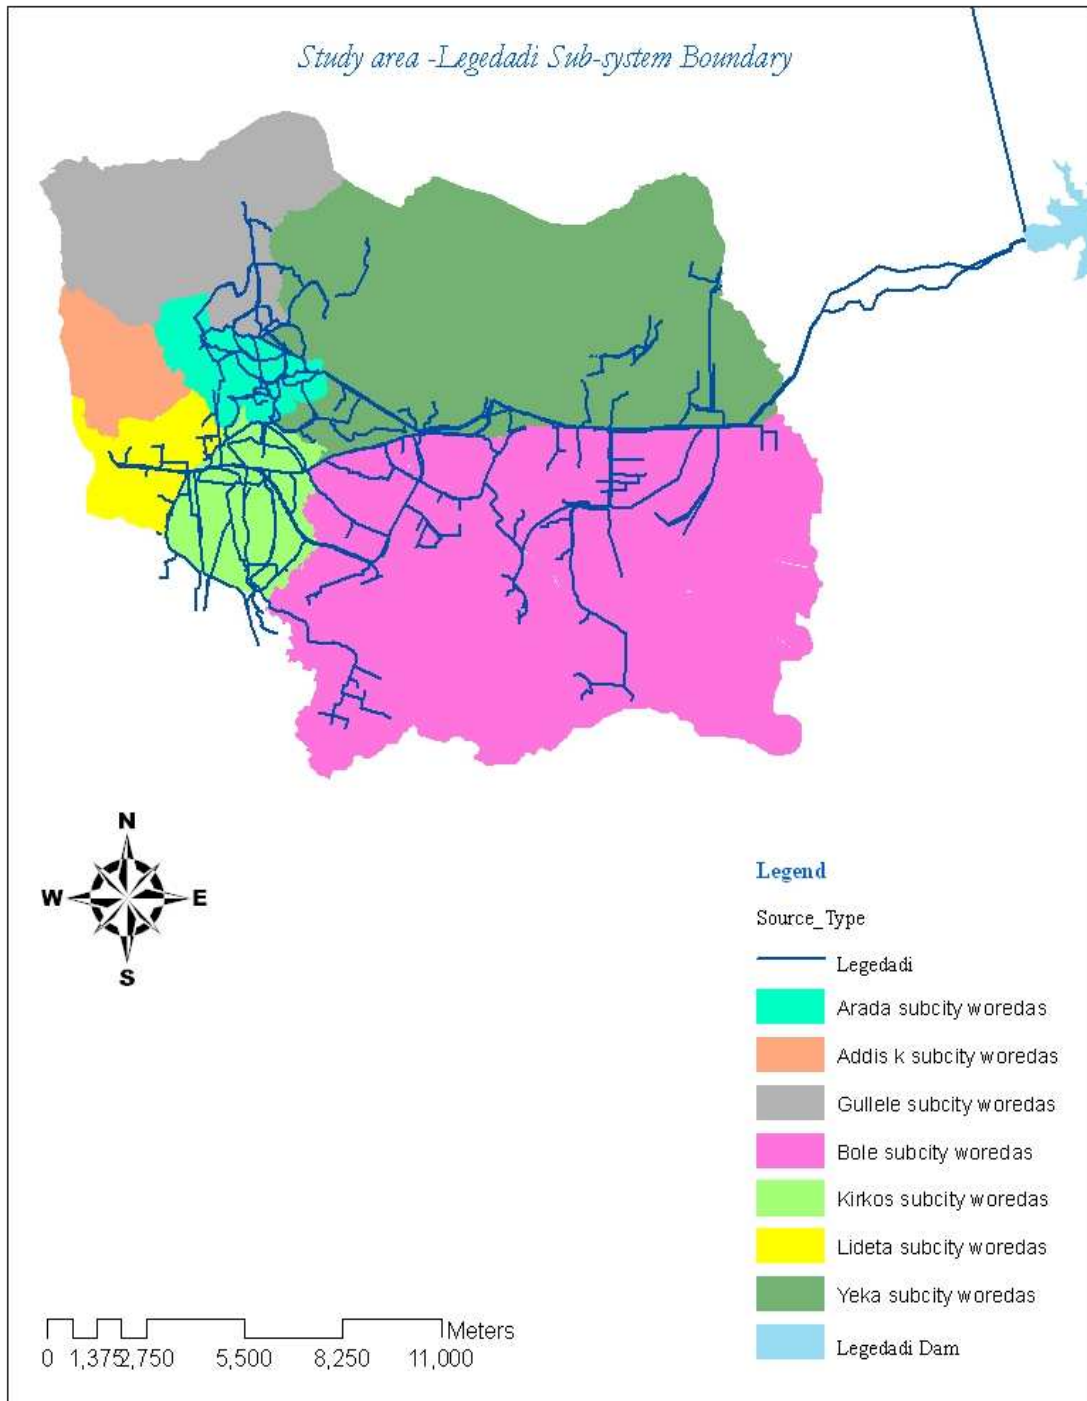 Study area -Legedadi Sub-system Boundary
N
W E
S
Legend
Source_Type
Legedadi
Arada subcity woredas
Addis k subcity woredas
Gullele subcity woredas
Bole subcity woredas
Kirkos subcity woredas
Lideta subcity woredas
Yeka subcity woredas
Legedadi Dam
Meters
0 1,375 2,750 5,500 8,250 11,000